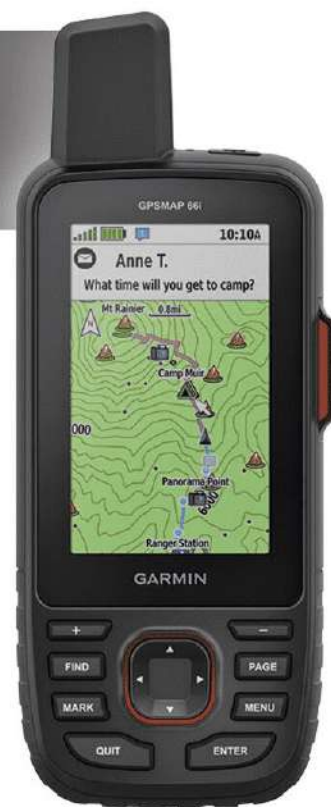 GPSMAP 66i
10:10A
Anne T.
What time will you get to camp?
Mt Rainier 0.8mi
N
Camp Muir
000
Panorama Point
6000
Ranger Station
GARMIN
+ −
FIND PAGE
MARK MENU
QUIT ENTER